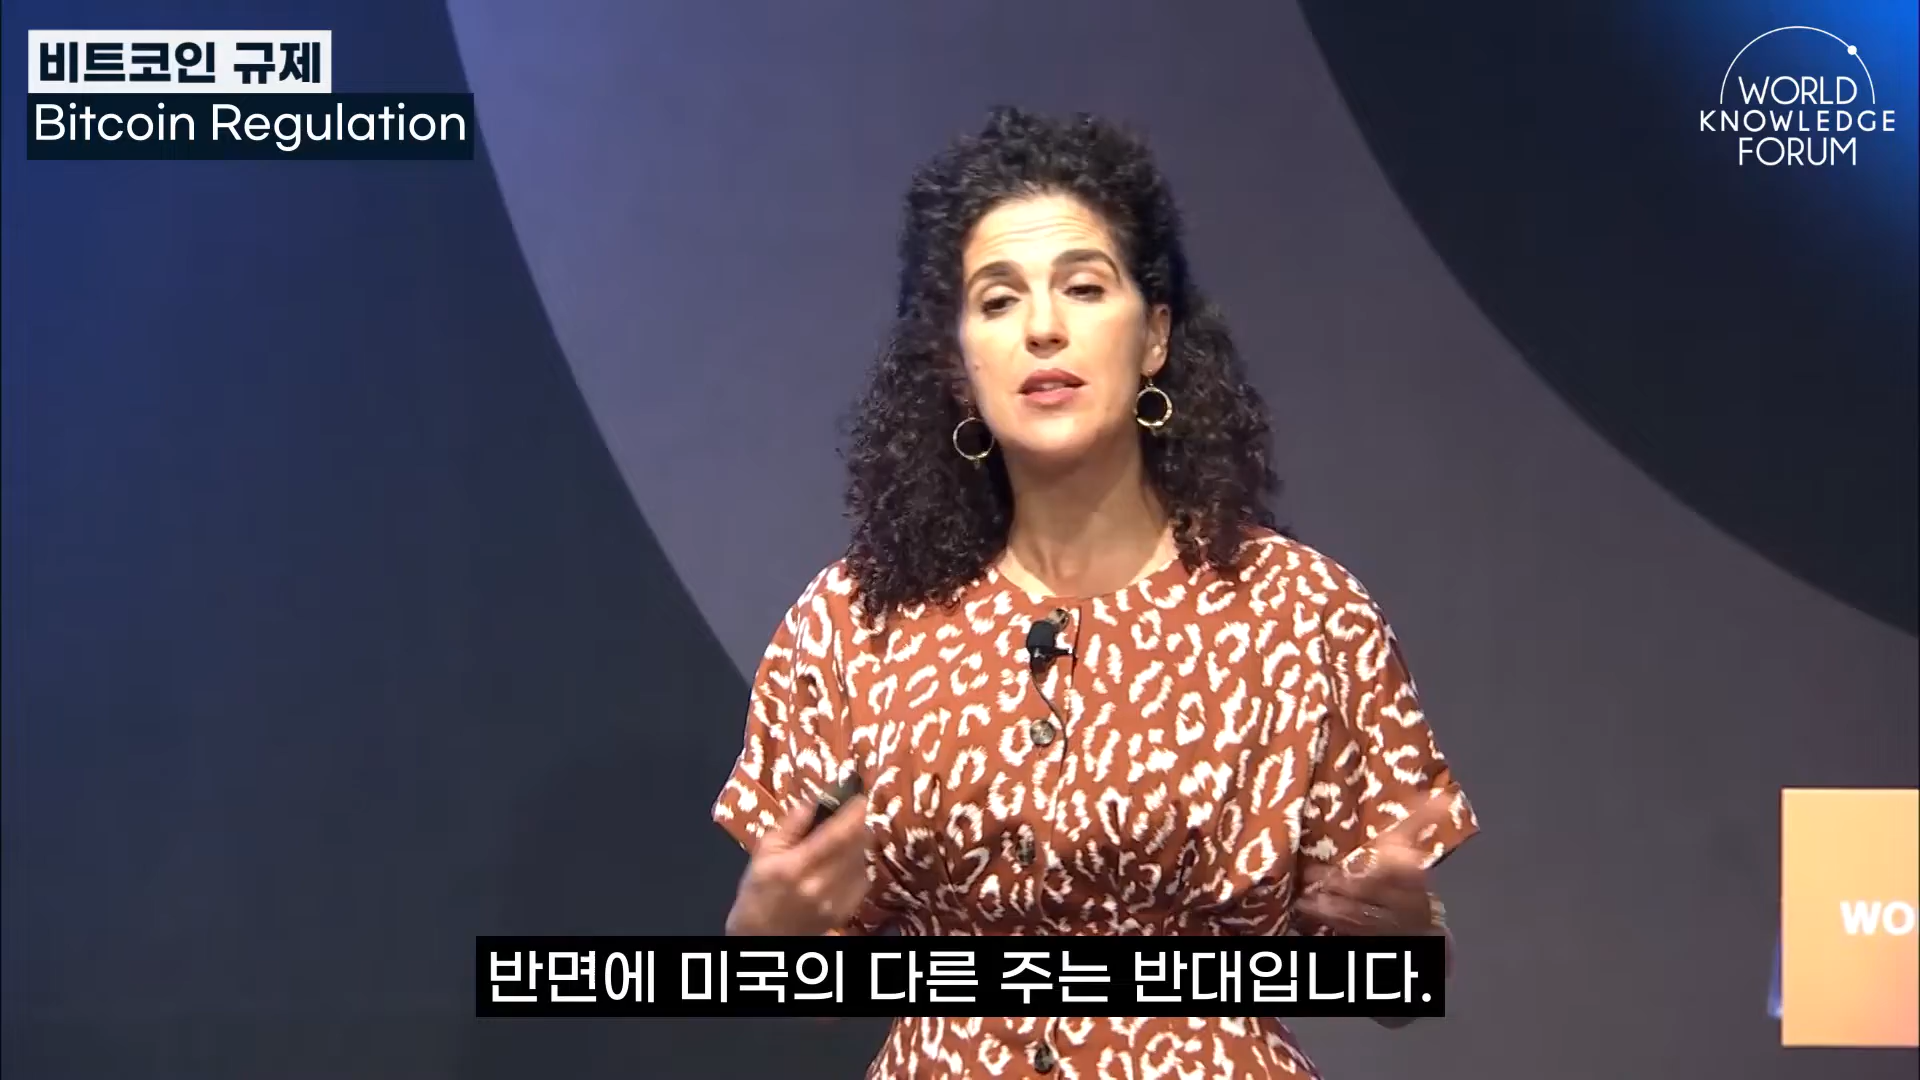 비트코인 규제
Bitcoin Regulation
WORLD
KNOWLEDGE
FORUM
WO
반면에 미국의 다른 주는 반대입니다.